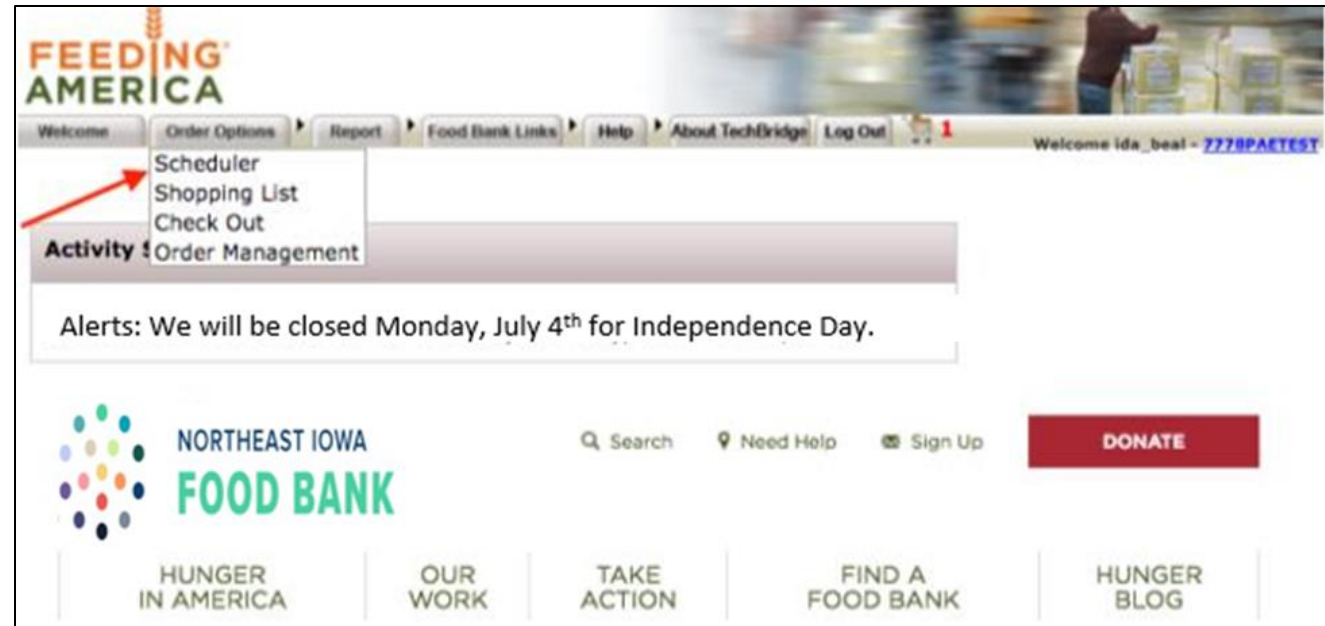 FEEDING
AMERICA
Welcome Order Options Report Food Bank Links Help About TechBridge Log Out 1
Welcome ida_beal - 7778PAETEST
Scheduler
Shopping List
Check Out
Order Management
Activity S
Alerts: We will be closed Monday, July 4th for Independence Day.
NORTHEAST IOWA
FOOD BANK
Search Need Help Sign Up DONATE
HUNGER
IN AMERICA
OUR
WORK
TAKE
ACTION
FIND A
FOOD BANK
HUNGER
BLOG